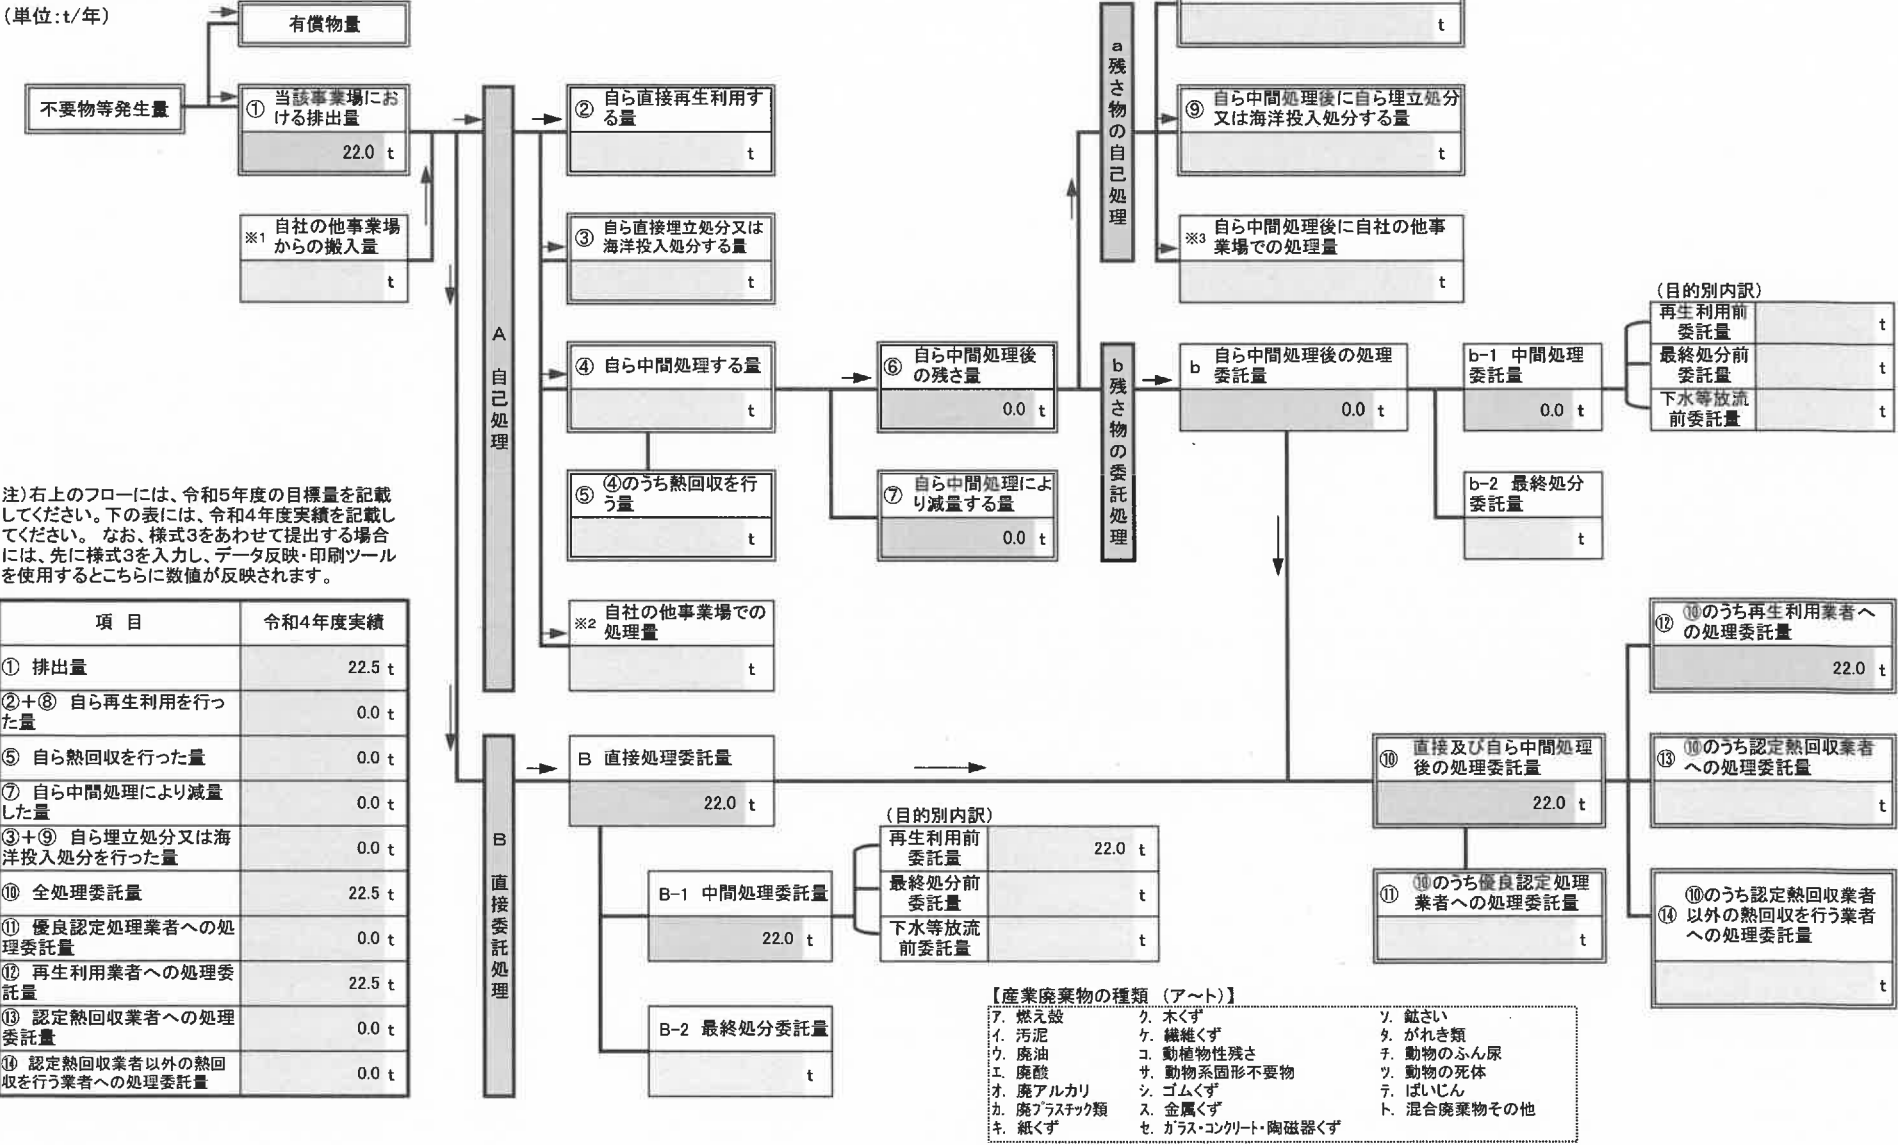 (単位:t/年)
有償物量
不要物等発生量
① 当該事業場にお
ける排出量
22.0 t
※1 自社の他事業場
からの搬入量
t
A 自己処理
② 自ら直接再生利用す
る量
t
③ 自ら直接埋立処分又は
海洋投入処分する量
t
④ 自ら中間処理する量
t
⑤ ④のうち熱回収を行
う量
t
※2 自社の他事業場での
処理量
t
⑥ 自ら中間処理後
の残さ量
0.0 t
⑦ 自ら中間処理によ
り減量する量
0.0 t
a 残さ物の自己処理
t
⑨ 自ら中間処理後に自ら埋立処分
又は海洋投入処分する量
t
※3 自ら中間処理後に自社の他事
業場での処理量
t
b 残さ物の委託処理
b 自ら中間処理後の処理
委託量
0.0 t
b-1 中間処理
委託量
0.0 t
(目的別内訳)
再生利用前
委託量
t
最終処分前
委託量
t
下水等放流
前委託量
t
b-2 最終処分
委託量
t
注)右上のフローには、令和5年度の目標量を記載
してください。下の表には、令和4年度実績を記載し
てください。 なお、様式3をあわせて提出する場合
には、先に様式3を入力し、データ反映・印刷ツール
を使用するとこちらに数値が反映されます。
項 目 令和4年度実績
① 排出量 22.5 t
②+⑧ 自ら再生利用を行っ
た量 0.0 t
⑤ 自ら熱回収を行った量 0.0 t
⑦ 自ら中間処理により減量
した量 0.0 t
③+⑨ 自ら埋立処分又は海
洋投入処分を行った量 0.0 t
⑩ 全処理委託量 22.5 t
⑪ 優良認定処理業者への処
理委託量 0.0 t
⑫ 再生利用業者への処理委
託量 22.5 t
⑬ 認定熱回収業者への処理
委託量 0.0 t
⑭ 認定熱回収業者以外の熱回
収を行う業者への処理委託量 0.0 t
B 直接委託処理
B 直接処理委託量
22.0 t
B-1 中間処理委託量
22.0 t
(目的別内訳)
再生利用前
委託量
22.0 t
最終処分前
委託量
t
下水等放流
前委託量
t
B-2 最終処分委託量
t
⑩ 直接及び自ら中間処理
後の処理委託量
22.0 t
⑪ ⑩のうち優良認定処理
業者への処理委託量
t
⑫ ⑩のうち再生利用業者へ
の処理委託量
22.0 t
⑬ ⑩のうち認定熱回収業者
への処理委託量
t
⑭ ⑩のうち認定熱回収業者
以外の熱回収を行う業者
への処理委託量
t
【産業廃棄物の種類 (ア~ト)】
ア. 燃え殻 ク. 木くず ソ. 鉱さい
イ. 汚泥 ケ. 繊維くず タ. がれき類
ウ. 廃油 コ. 動植物性残さ チ. 動物のふん尿
エ. 廃酸 サ. 動物系固形不要物 ツ. 動物の死体
オ. 廃アルカリ シ. ゴムくず テ. ばいじん
カ. 廃プラスチック類 ス. 金属くず ト. 混合廃棄物その他
キ. 紙くず セ. ガラス・コンクリート・陶磁器くず